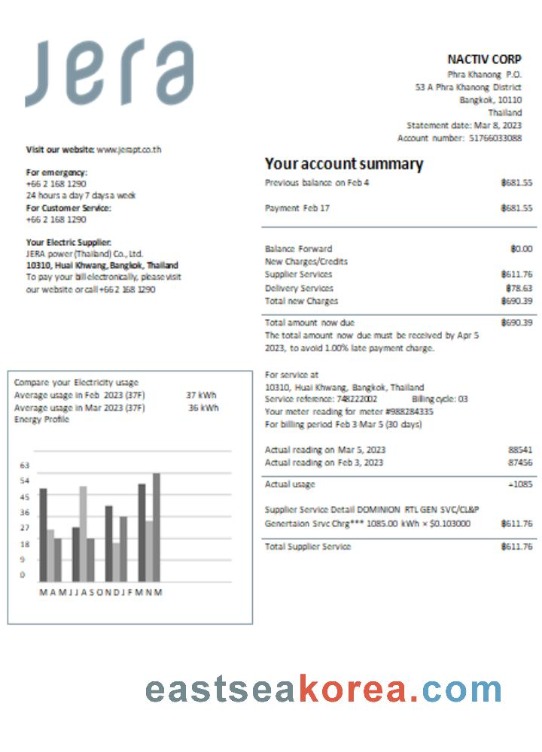 jera
NACTIV CORP
Phra Khanong P.O.
53 A Phra Khanong District
Bangkok, 10110
Thailand
Statement date: Mar 8, 2023
Account number: 51766033088
Visit our website: www.jerapt.co.th
For emergency:
+66 2 168 1290
24 hours a day 7 days a week
For Customer Service:
+66 2 168 1290
Your Electric Supplier:
JERA power (Thailand) Co., Ltd.
10310, Huai Khwang, Bangkok, Thailand
To pay your bill electronically, please visit
our website or call +66 2 168 1290
Your account summary
Previous balance on Feb 4 ฿681.55
Payment Feb 17 ฿681.55
Balance Forward ฿0.00
New Charges/Credits
Supplier Services ฿611.76
Delivery Services ฿78.63
Total new Charges ฿690.39
Total amount now due ฿690.39
The total amount now due must be received by Apr 5
2023, to avoid 1.00% late payment charge.
For service at
10310, Huai Khwang, Bangkok, Thailand
Service reference: 748222002 Billing cycle: 03
Your meter reading for meter #988284335
For billing period Feb 3 Mar 5 (30 days)
Actual reading on Mar 5, 2023 88541
Actual reading on Feb 3, 2023 87456
Actual usage =1085
Supplier Service Detail DOMINION RTL GEN SVC/CL&P
Genertaion Srvc Chrg*** 1085.00 kWh × $0.103000 ฿611.76
Total Supplier Service ฿611.76
Compare your Electricity usage
Average usage in Feb 2023 (37F) 37 kWh
Average usage in Mar 2023 (37F) 36 kWh
Energy Profile
63
54
45
36
27
18
9
0
M A M J J A S O N D J F M N M
eastseakorea.com